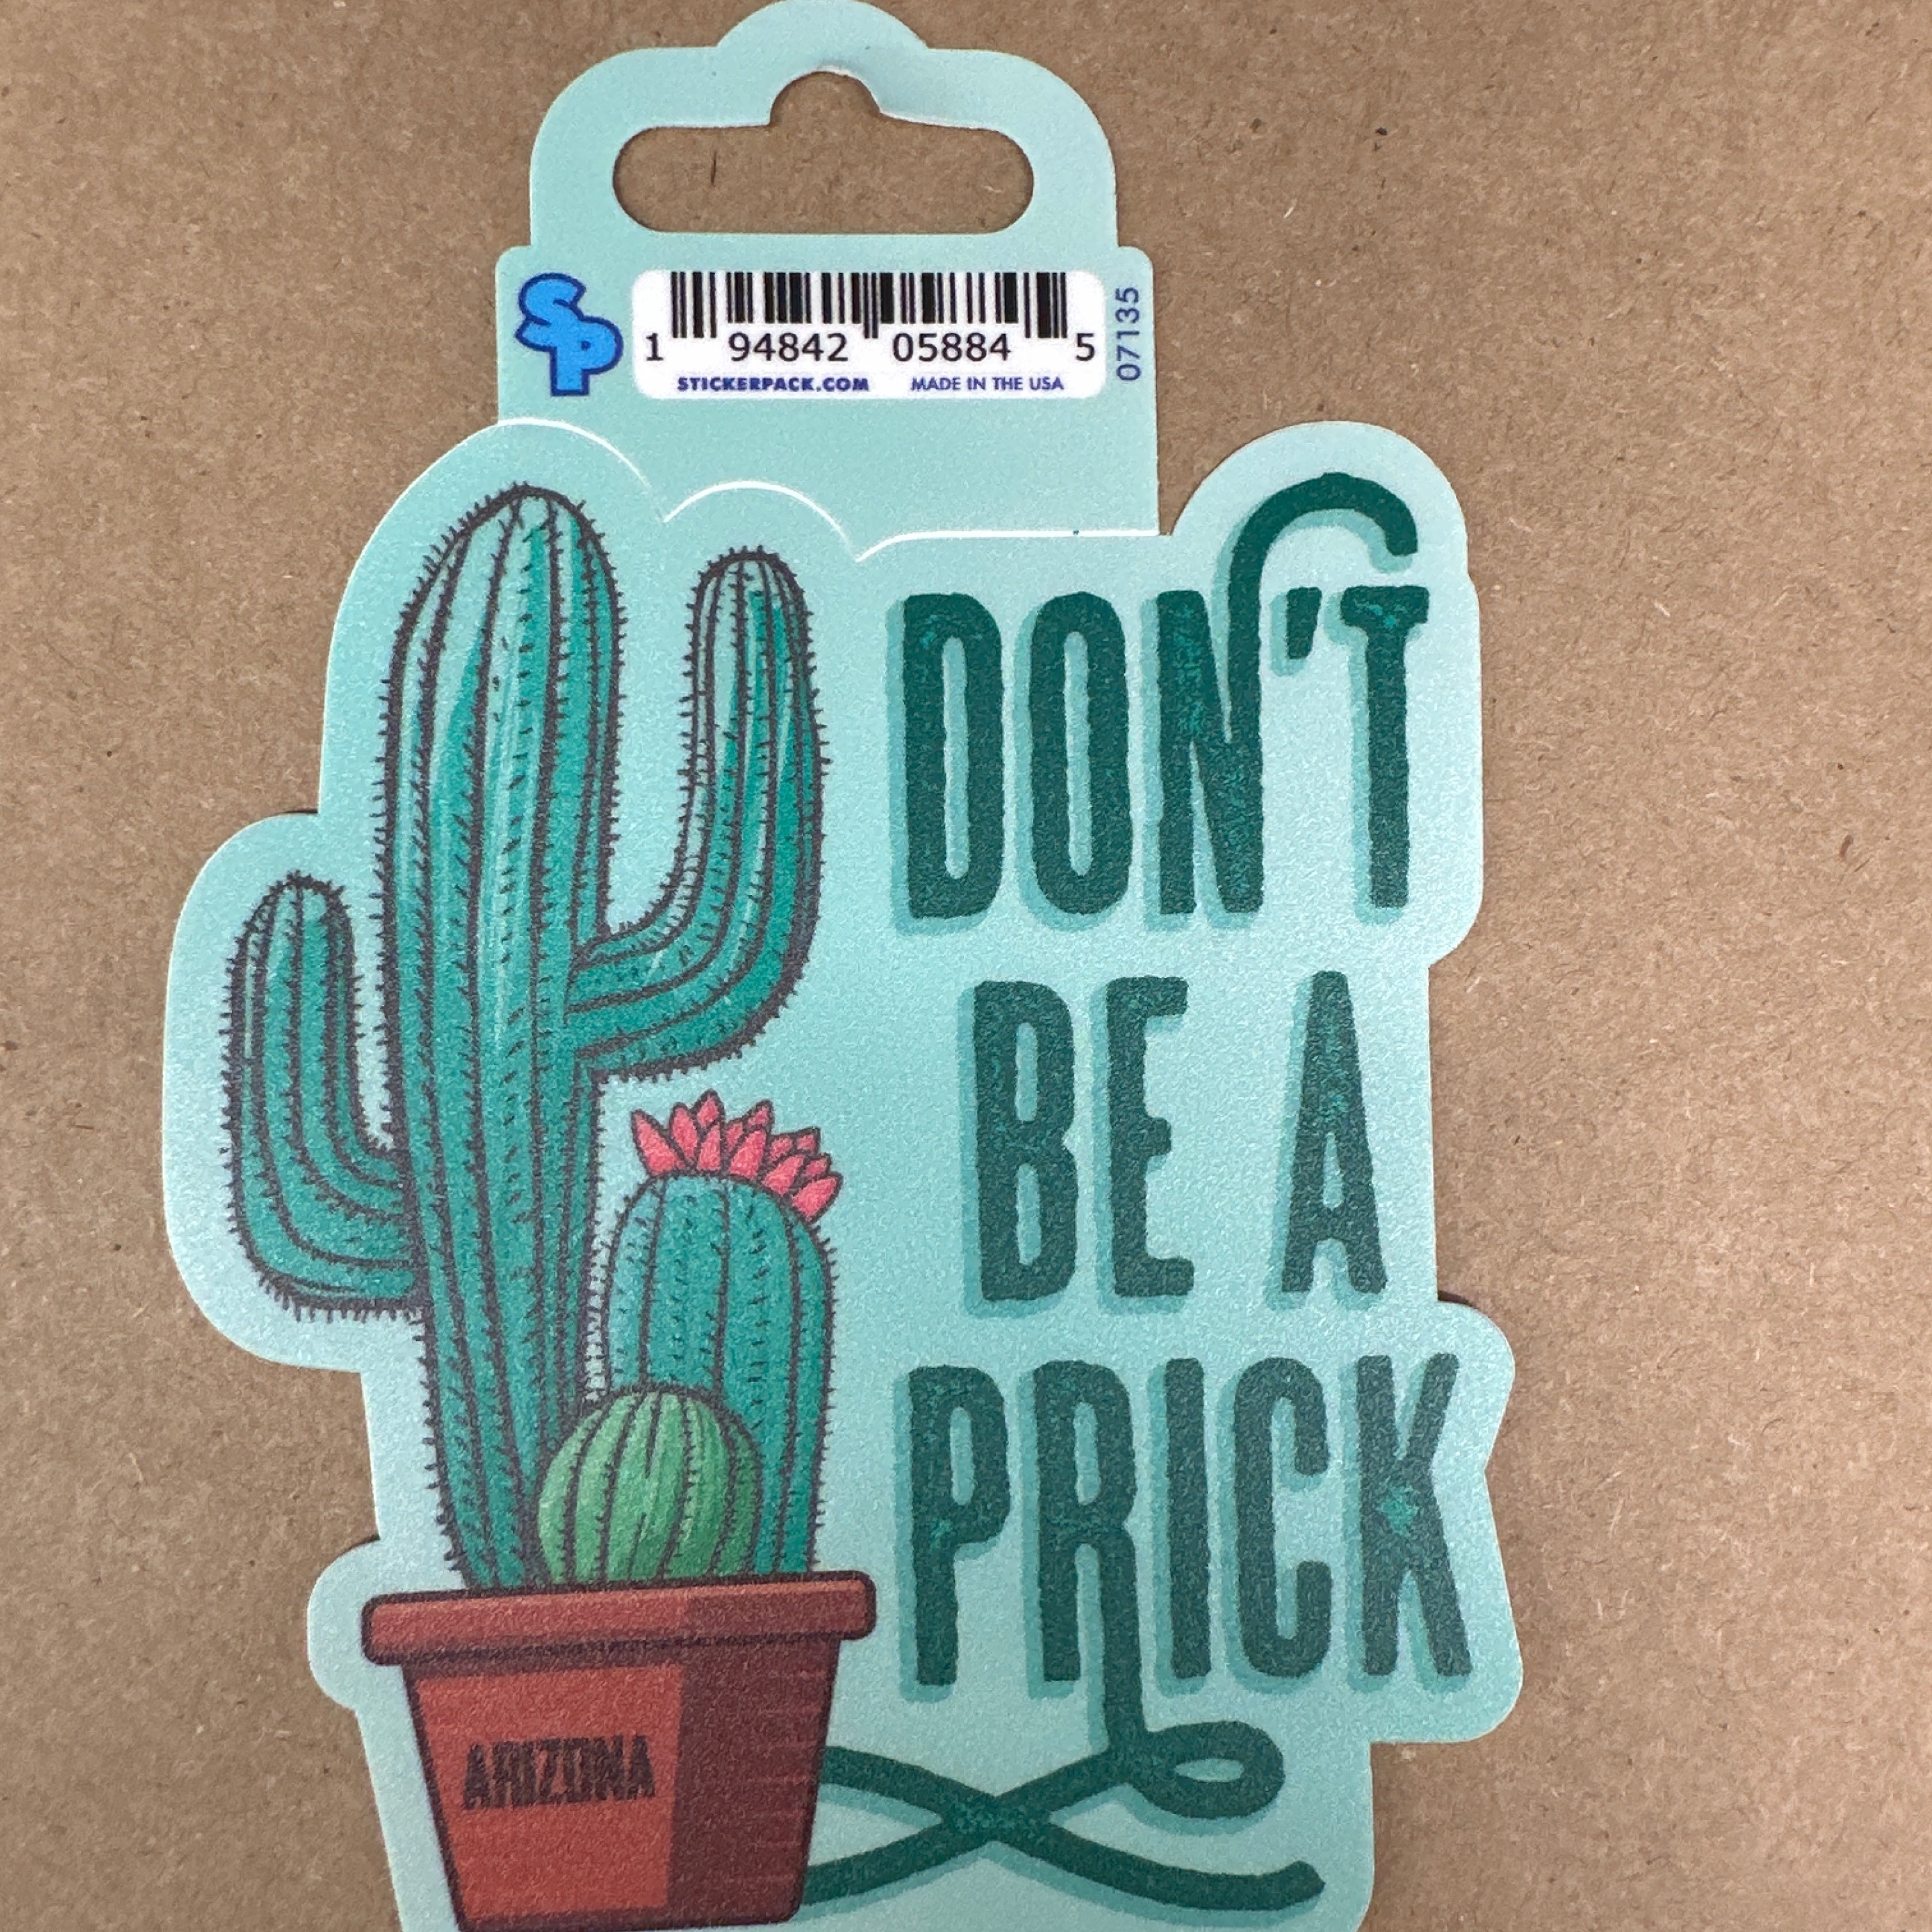 SP
1 94842 05884 5
STICKERPACK.COM MADE IN THE USA
07135
DON'T
BE A
PRICK
ARIZONA